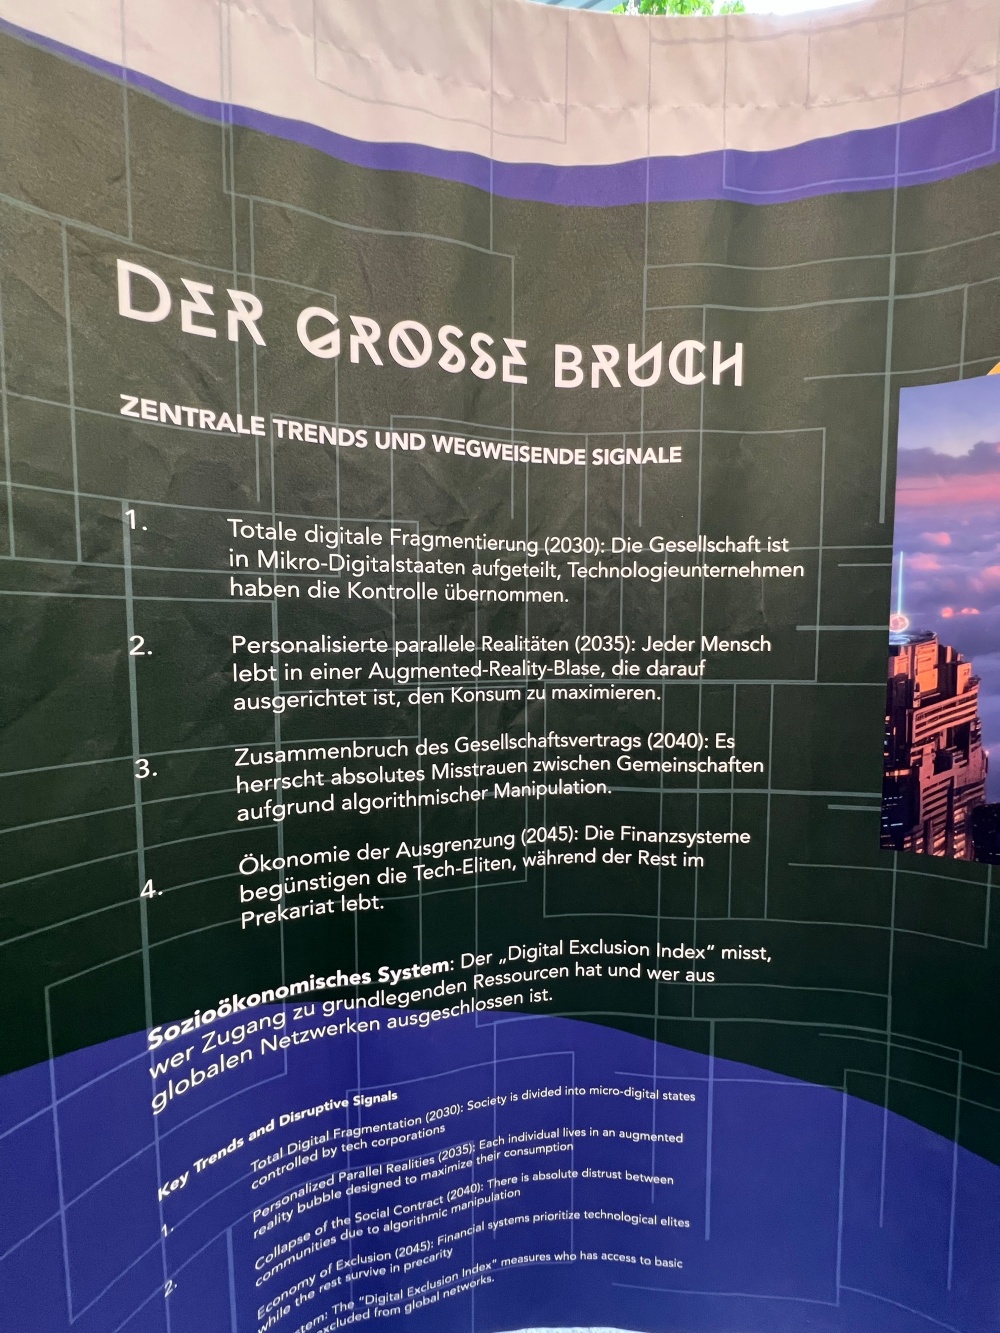 DER GROSSE BRUCH
ZENTRALE TRENDS UND WEGWEISENDE SIGNALE
1. Totale digitale Fragmentierung (2030): Die Gesellschaft ist
in Mikro-Digitalstaaten aufgeteilt, Technologieunternehmen
haben die Kontrolle übernommen.
2. Personalisierte parallele Realitäten (2035): Jeder Mensch
lebt in einer Augmented-Reality-Blase, die darauf
ausgerichtet ist, den Konsum zu maximieren.
3. Zusammenbruch des Gesellschaftsvertrags (2040): Es
herrscht absolutes Misstrauen zwischen Gemeinschaften
aufgrund algorithmischer Manipulation.
4. Ökonomie der Ausgrenzung (2045): Die Finanzsysteme
begünstigen die Tech-Eliten, während der Rest im
Prekariat lebt.
Sozioökonomisches System: Der „Digital Exclusion Index" misst,
wer Zugang zu grundlegenden Ressourcen hat und wer aus
globalen Netzwerken ausgeschlossen ist.
Key Trends and Disruptive Signals
1. Total Digital Fragmentation (2030): Society is divided into micro-digital states
controlled by tech corporations
2. Personalized Parallel Realities (2035): Each individual lives in an augmented
reality bubble designed to maximize their consumption
Collapse of the Social Contract (2040): There is absolute distrust between
communities due to algorithmic manipulation
Economy of Exclusion (2045): Financial systems prioritize technological elites
while the rest survive in precarity
The "Digital Exclusion Index" measures who has access to basic
excluded from global networks.